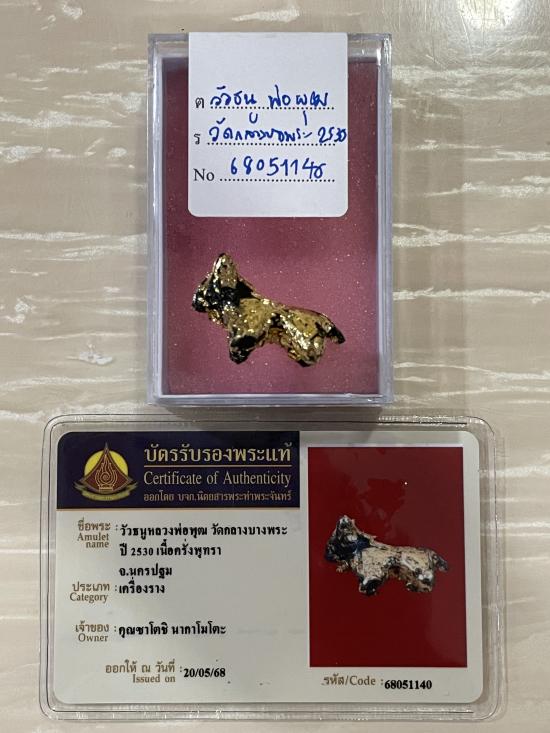 ต วัวธนู พ่อพุฒ
ร วัดกลางบางพระ 2530
No 68051140
บัตรรับรองพระแท้
Certificate of Authenticity
ออกโดย บจก.นิตยสารพระท่าพระจันทร์
ชื่อพระ : วัวธนูหลวงพ่อพุฒ วัดกลางบางพระ
Amulet name
ปี 2530 เนื้อครั่งพุทรา
จ.นครปฐม
ประเภท : เครื่องราง
Category
เจ้าของ : คุณซาโตชิ นากาโมโตะ
Owner
ออกให้ ณ วันที่ : 20/05/68
Issued on
รหัส/Code : 68051140